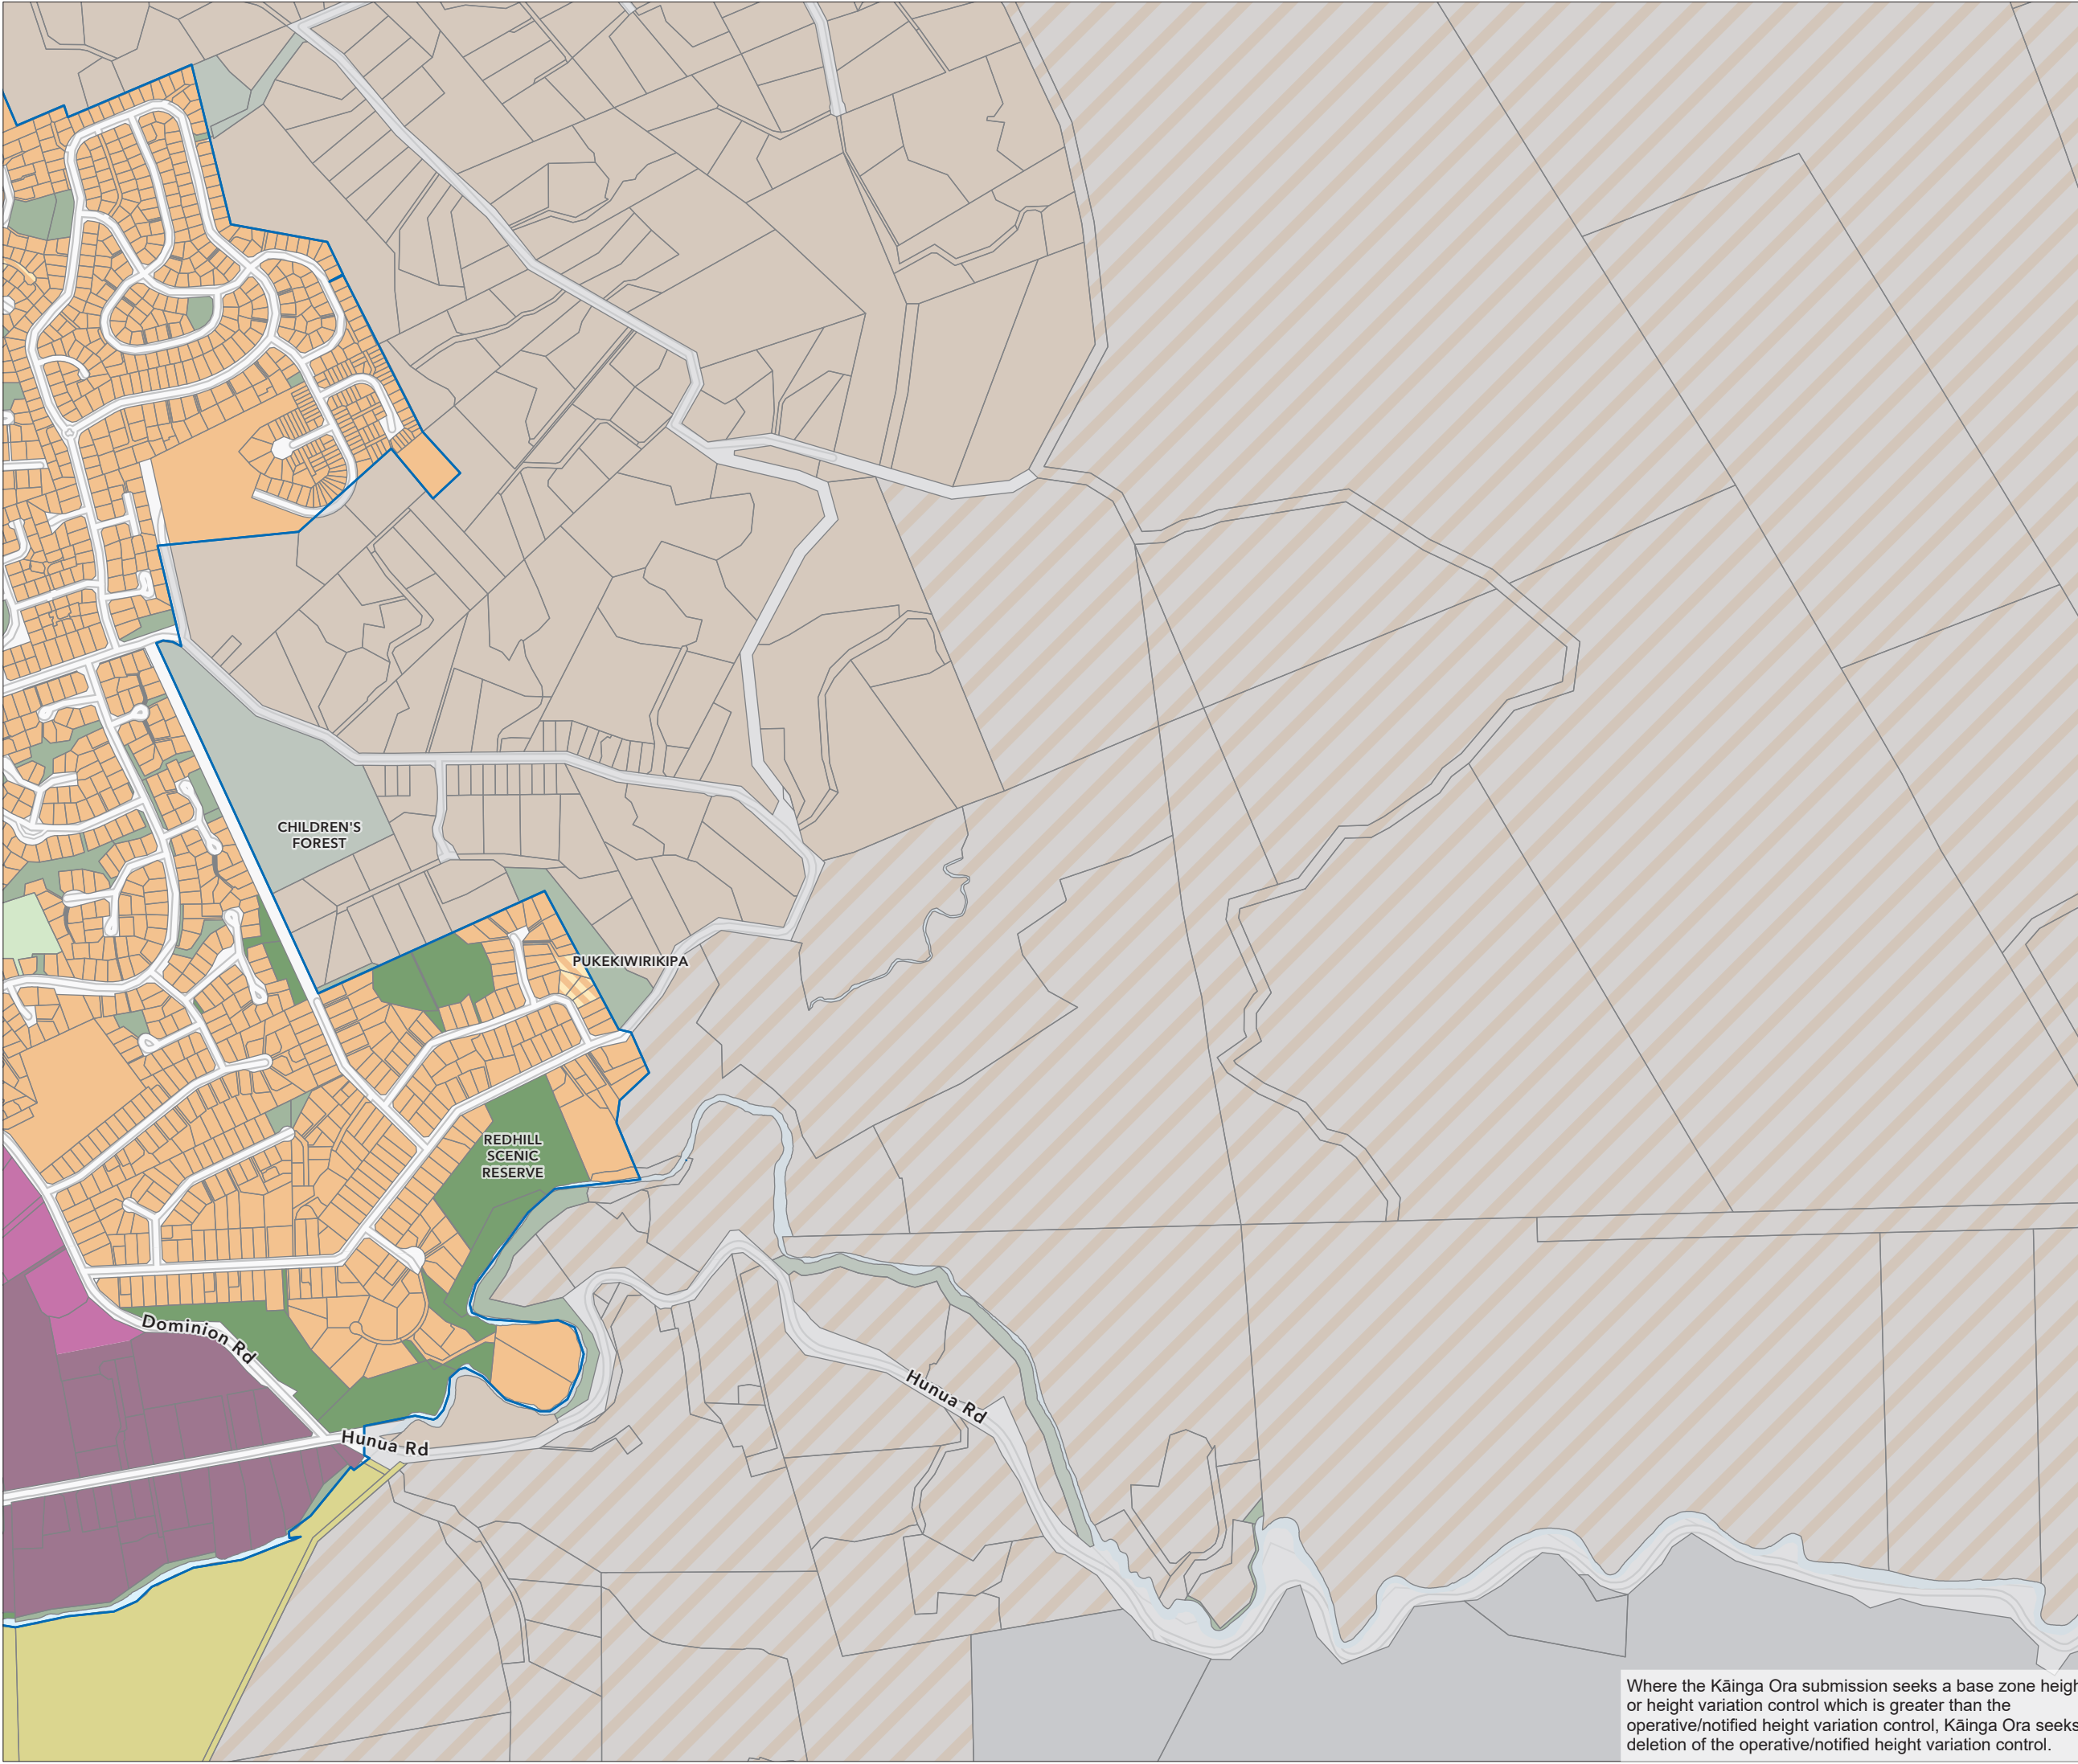 CHILDREN'S
FOREST
PUKEKIWIRIKIPA
REDHILL
SCENIC
RESERVE
Dominion Rd
Hunua Rd
Hunua Rd
Where the Kāinga Ora submission seeks a base zone heigh
or height variation control which is greater than the
operative/notified height variation control, Kāinga Ora seeks
deletion of the operative/notified height variation control.